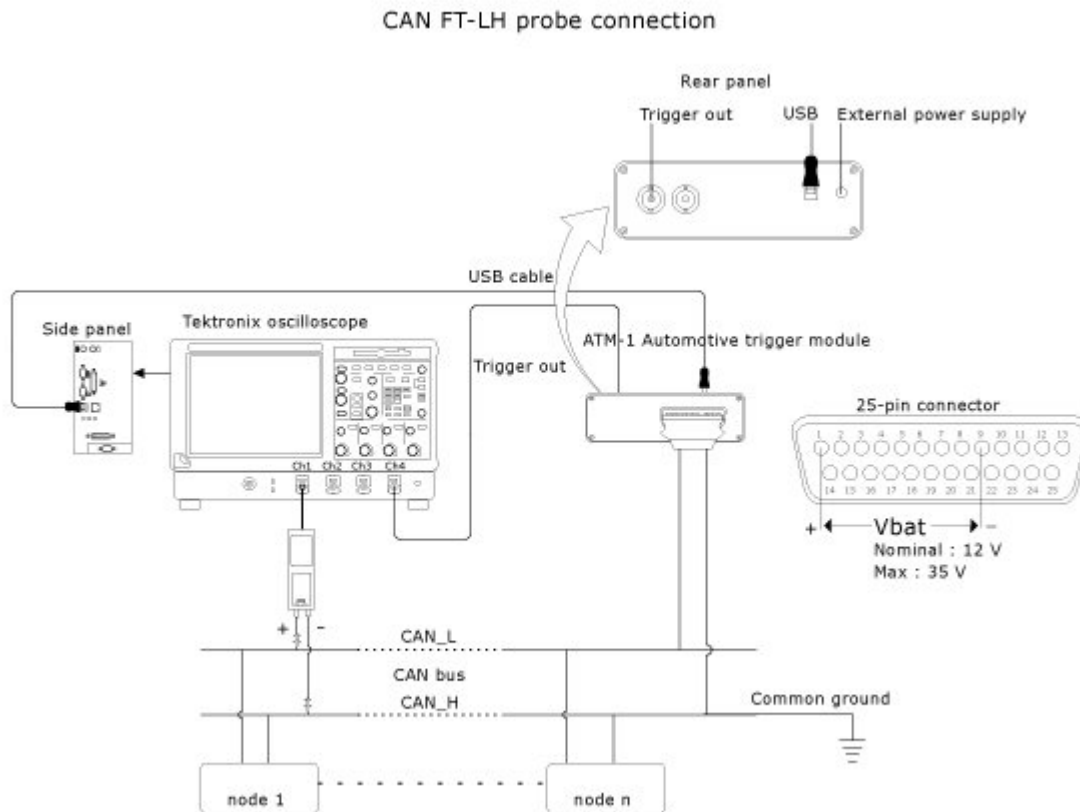 CAN FT-LH probe connection
Rear panel
Trigger out
USB
External power supply
USB cable
Side panel
Tektronix oscilloscope
Trigger out
ATM-1 Automotive trigger module
25-pin connector
1 2 3 4 5 6 7 8 9 10 11 12 13
14 15 16 17 18 19 20 21 22 23 24 25
Ch1 Ch2 Ch3 Ch4
+ Vbat -
Nominal : 12 V
Max : 35 V
+ -
CAN_L
CAN bus
CAN_H
Common ground
node 1
node n